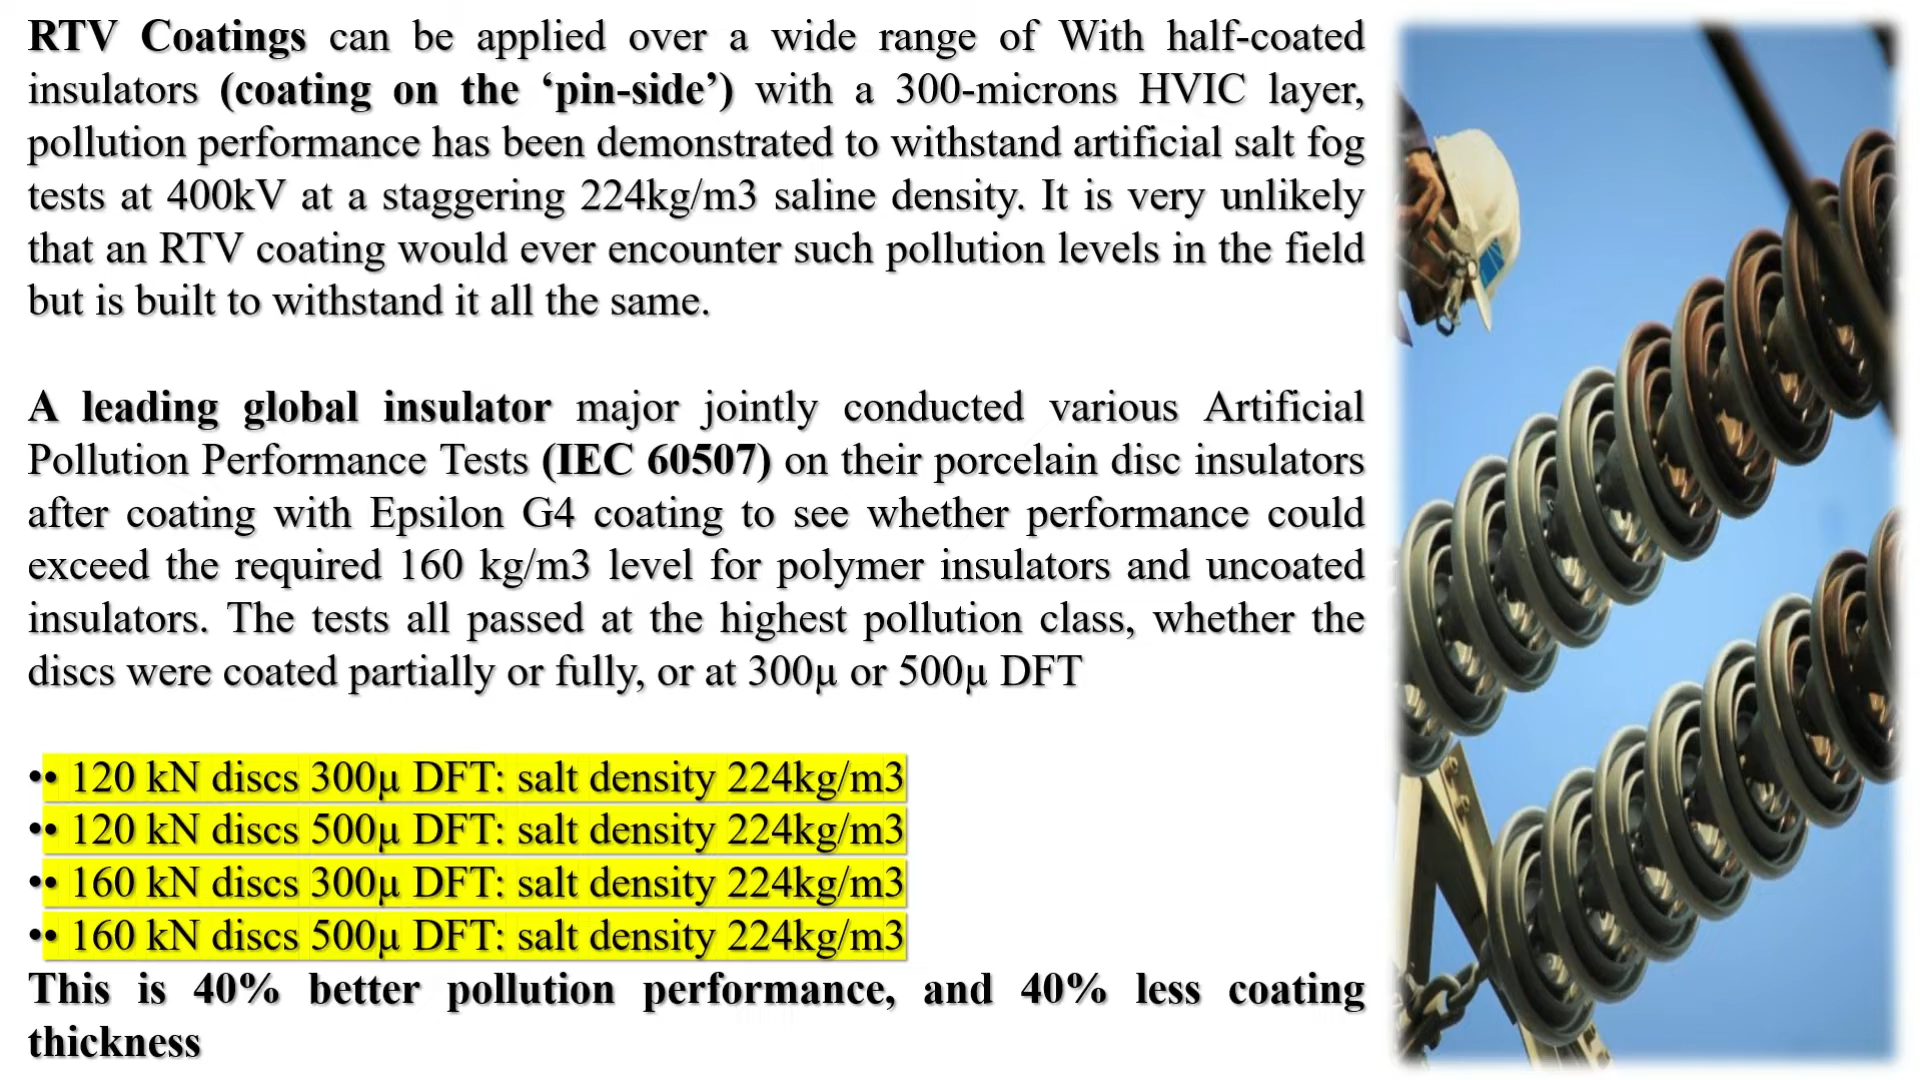 RTV Coatings can be applied over a wide range of With half-coated
insulators (coating on the ‘pin-side’) with a 300-microns HVIC layer,
pollution performance has been demonstrated to withstand artificial salt fog
tests at 400kV at a staggering 224kg/m3 saline density. It is very unlikely
that an RTV coating would ever encounter such pollution levels in the field
but is built to withstand it all the same.
A leading global insulator major jointly conducted various Artificial
Pollution Performance Tests (IEC 60507) on their porcelain disc insulators
after coating with Epsilon G4 coating to see whether performance could
exceed the required 160 kg/m3 level for polymer insulators and uncoated
insulators. The tests all passed at the highest pollution class, whether the
discs were coated partially or fully, or at 300µ or 500µ DFT
•• 120 kN discs 300µ DFT: salt density 224kg/m3
•• 120 kN discs 500µ DFT: salt density 224kg/m3
•• 160 kN discs 300µ DFT: salt density 224kg/m3
•• 160 kN discs 500µ DFT: salt density 224kg/m3
This is 40% better pollution performance, and 40% less coating
thickness